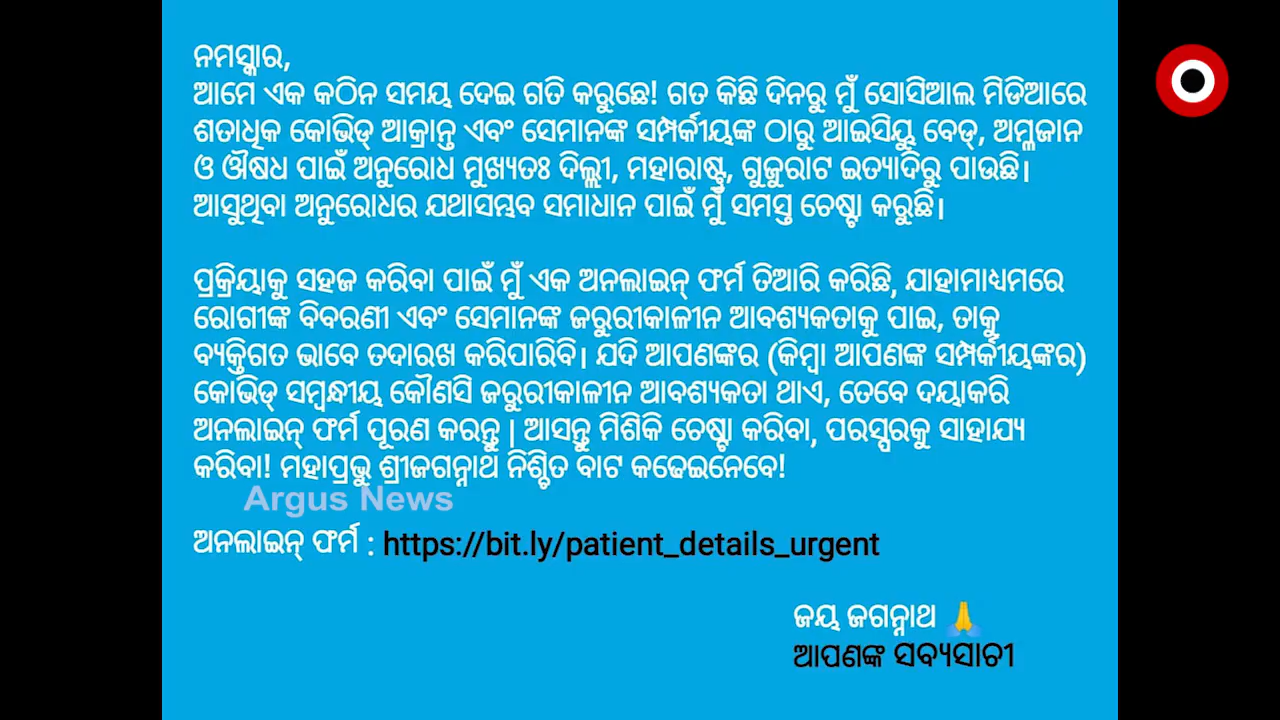 ନମସ୍କାର,
ଆମେ ଏକ କଠିନ ସମୟ ଦେଇ ଗତି କରୁଛେ! ଗତ କିଛି ଦିନରୁ ମୁଁ ସୋସିଆଲ ମିଡିଆରେ
ଶତାଧିକ କୋଭିଡ୍ ଆକ୍ରାନ୍ତ ଏବଂ ସେମାନଙ୍କ ସମ୍ପର୍କୀୟଙ୍କ ଠାରୁ ଆଇସିୟୁ ବେଡ୍, ଅମ୍ଳଜାନ
ଓ ଔଷଧ ପାଇଁ ଅନୁରୋଧ ମୁଖ୍ୟତଃ ଦିଲ୍ଲୀ, ମହାରାଷ୍ଟ୍ର, ଗୁଜୁରାଟ ଇତ୍ୟାଦିରୁ ପାଉଛି।
ଆସୁଥିବା ଅନୁରୋଧର ଯଥାସମ୍ଭବ ସମାଧାନ ପାଇଁ ମୁଁ ସମସ୍ତ ଚେଷ୍ଟା କରୁଛି।
ପ୍ରକ୍ରିୟାକୁ ସହଜ କରିବା ପାଇଁ ମୁଁ ଏକ ଅନଲାଇନ୍ ଫର୍ମ ତିଆରି କରିଛି, ଯାହାମାଧ୍ୟମରେ
ରୋଗୀଙ୍କ ବିବରଣୀ ଏବଂ ସେମାନଙ୍କ ଜରୁରୀକାଳୀନ ଆବଶ୍ୟକତାକୁ ପାଇ, ତାକୁ
ବ୍ୟକ୍ତିଗତ ଭାବେ ତଦାରଖ କରିପାରିବି। ଯଦି ଆପଣଙ୍କର (କିମ୍ବା ଆପଣଙ୍କ ସମ୍ପର୍କୀୟଙ୍କର)
କୋଭିଡ୍ ସମ୍ବନ୍ଧୀୟ କୌଣସି ଜରୁରୀକାଳୀନ ଆବଶ୍ୟକତା ଥାଏ, ତେବେ ଦୟାକରି
ଅନଲାଇନ୍ ଫର୍ମ ପୂରଣ କରନ୍ତୁ | ଆସନ୍ତୁ ମିଶିକି ଚେଷ୍ଟା କରିବା, ପରସ୍ପରକୁ ସାହାଯ୍ୟ
କରିବା! ମହାପ୍ରଭୁ ଶ୍ରୀଜଗନ୍ନାଥ ନିଶ୍ଚିତ ବାଟ କଢେଇନେବେ!
Argus News
ଅନଲାଇନ୍ ଫର୍ମ : https://bit.ly/patient_details_urgent
ଜୟ ଜଗନ୍ନାଥ 🙏
ଆପଣଙ୍କ ସବ୍ୟସାଚୀ